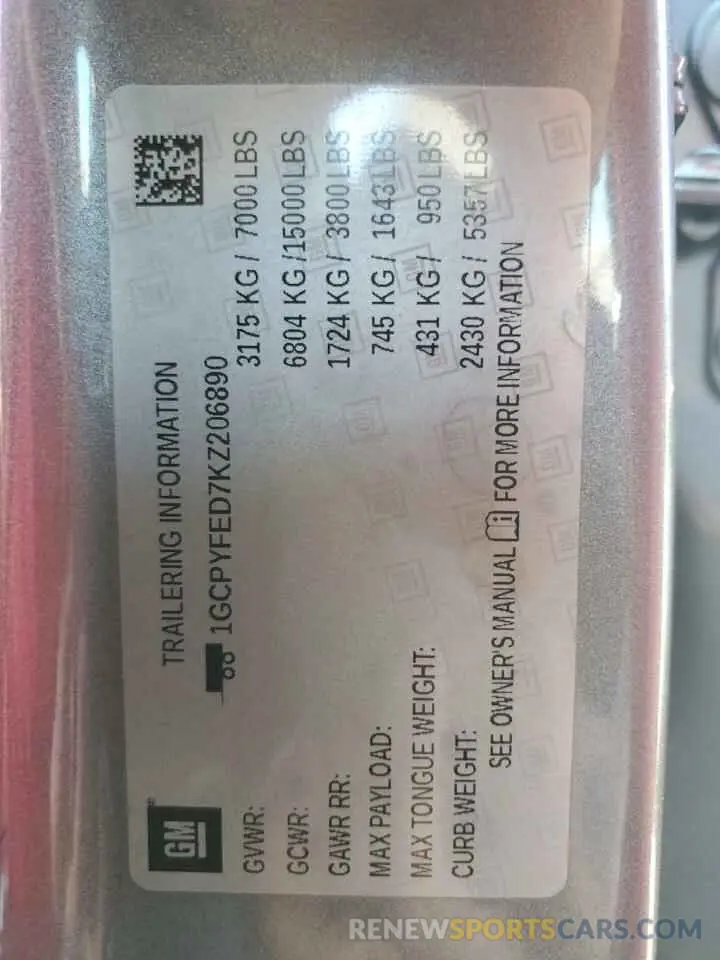 GM
TRAILERING INFORMATION
1GCPYFED7KZ206890
GVWR: 3175 KG / 7000 LBS
GCWR: 6804 KG /15000 LBS
GAWR RR: 1724 KG / 3800 LBS
MAX PAYLOAD: 745 KG / 1643 LBS
MAX TONGUE WEIGHT: 431 KG / 950 LBS
CURB WEIGHT: 2430 KG / 5357 LBS
SEE OWNER'S MANUAL FOR MORE INFORMATION
RENEWSPORTSCARS.COM